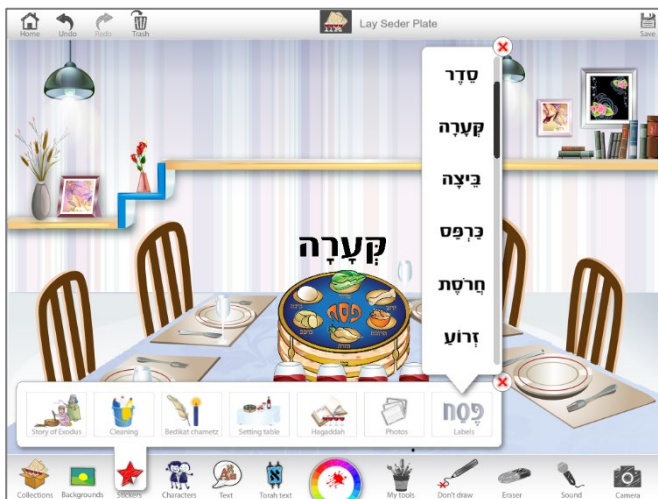 Home
Undo
Redo
Trash
Lay Seder Plate
Save
סֵדֶר
קְעָרָה
בֵּיצָה
כַּרְפַּס
חֲרֹסֶת
זְרוֹעַ
קְעָרָה
פסח
Story of Exodus
Cleaning
Bedikat chametz
Setting table
Hagaddah
Photos
פֶּסַח
Labels
Collections
Backgrounds
Stickers
Characters
Text
Torah text
My tools
Don't draw
Eraser
Sound
Camera